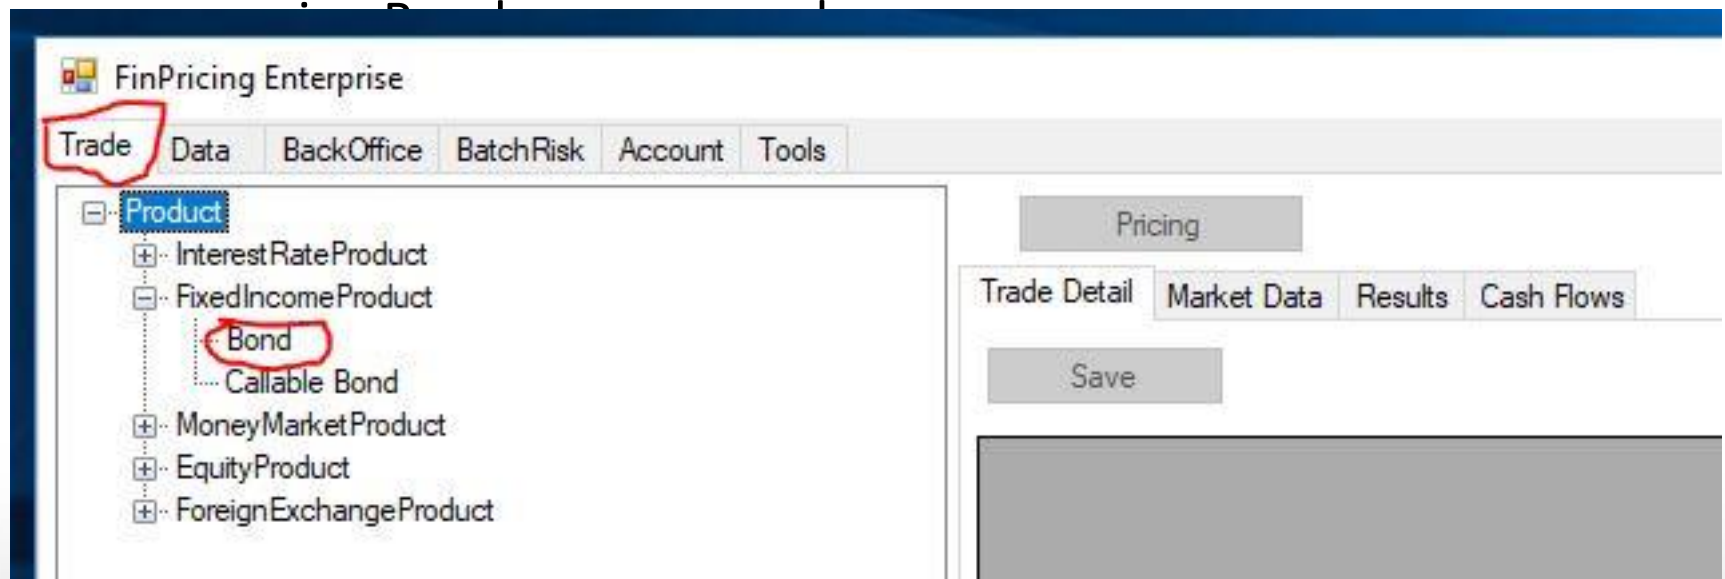 FinPricing Enterprise
Trade Data BackOffice BatchRisk Account Tools
Product
InterestRateProduct
FixedIncomeProduct
Bond
Callable Bond
MoneyMarketProduct
EquityProduct
ForeignExchangeProduct
Pricing
Trade Detail Market Data Results Cash Flows
Save